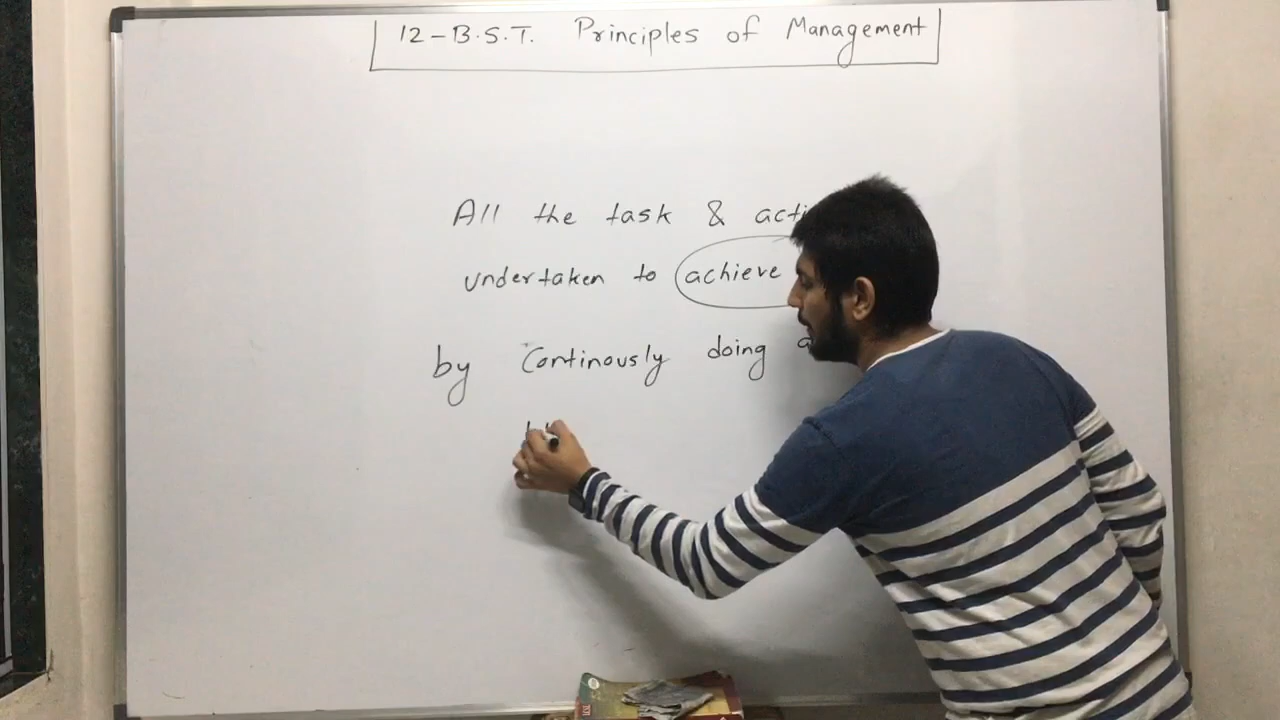 12-B.S.T. Principles of Management
All the task & acti
undertaken to achieve
by Continously doing a